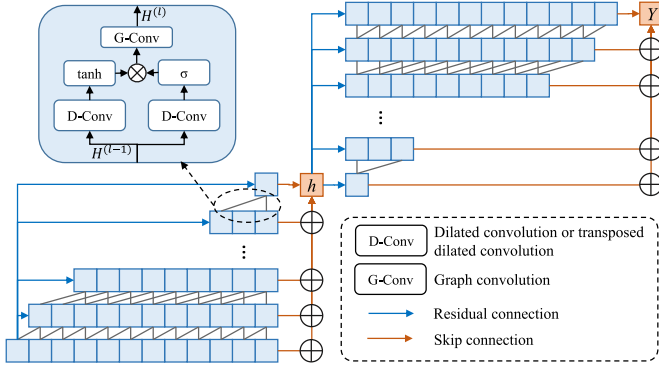 H^{(l)}
G-Conv
tanh
σ
D-Conv
D-Conv
H^{(l-1)}
Y
...
h
...
D-Conv
Dilated convolution or transposed
dilated convolution
G-Conv
Graph convolution
Residual connection
Skip connection